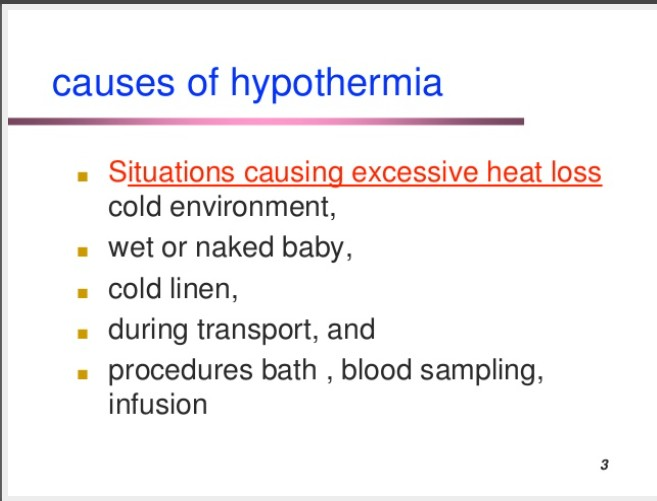 causes of hypothermia
Situations causing excessive heat loss
cold environment,
wet or naked baby,
cold linen,
during transport, and
procedures bath , blood sampling,
infusion
3